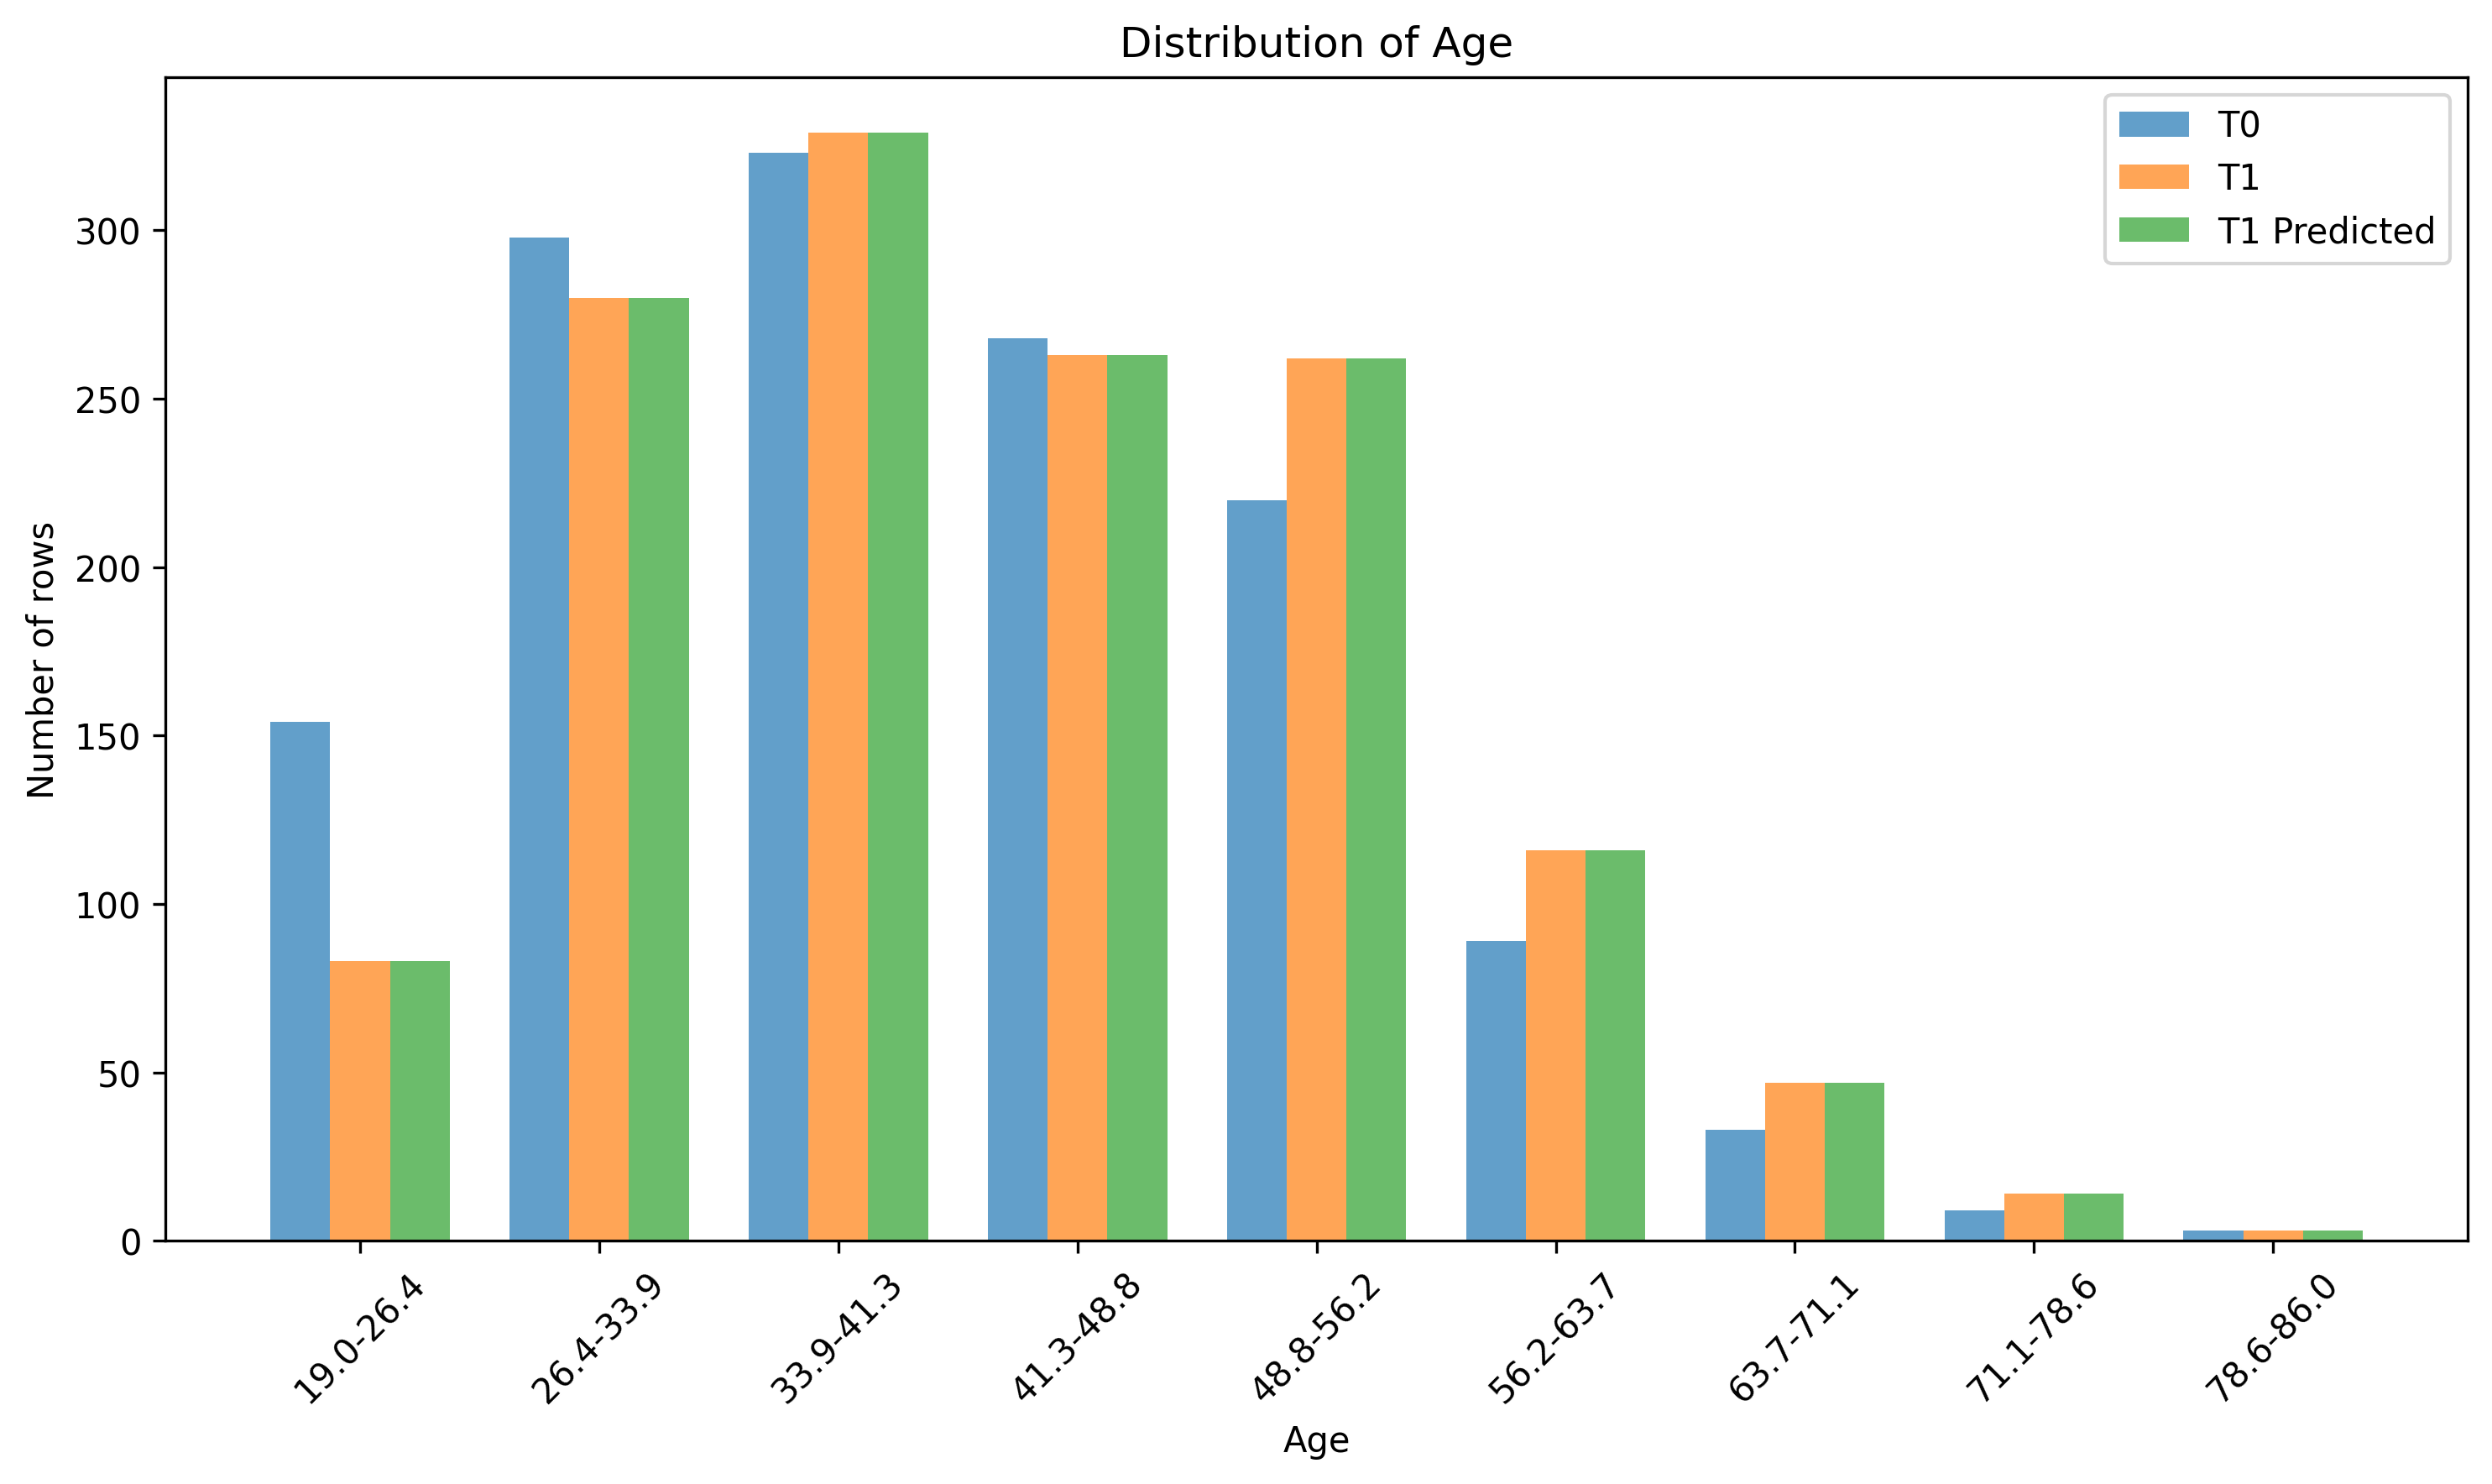 Distribution of Age
T0
T1
T1 Predicted
Number of rows
300
250
200
150
100
50
0
19.0-26.4
26.4-33.9
33.9-41.3
41.3-48.8
48.8-56.2
56.2-63.7
63.7-71.1
71.1-78.6
78.6-86.0
Age